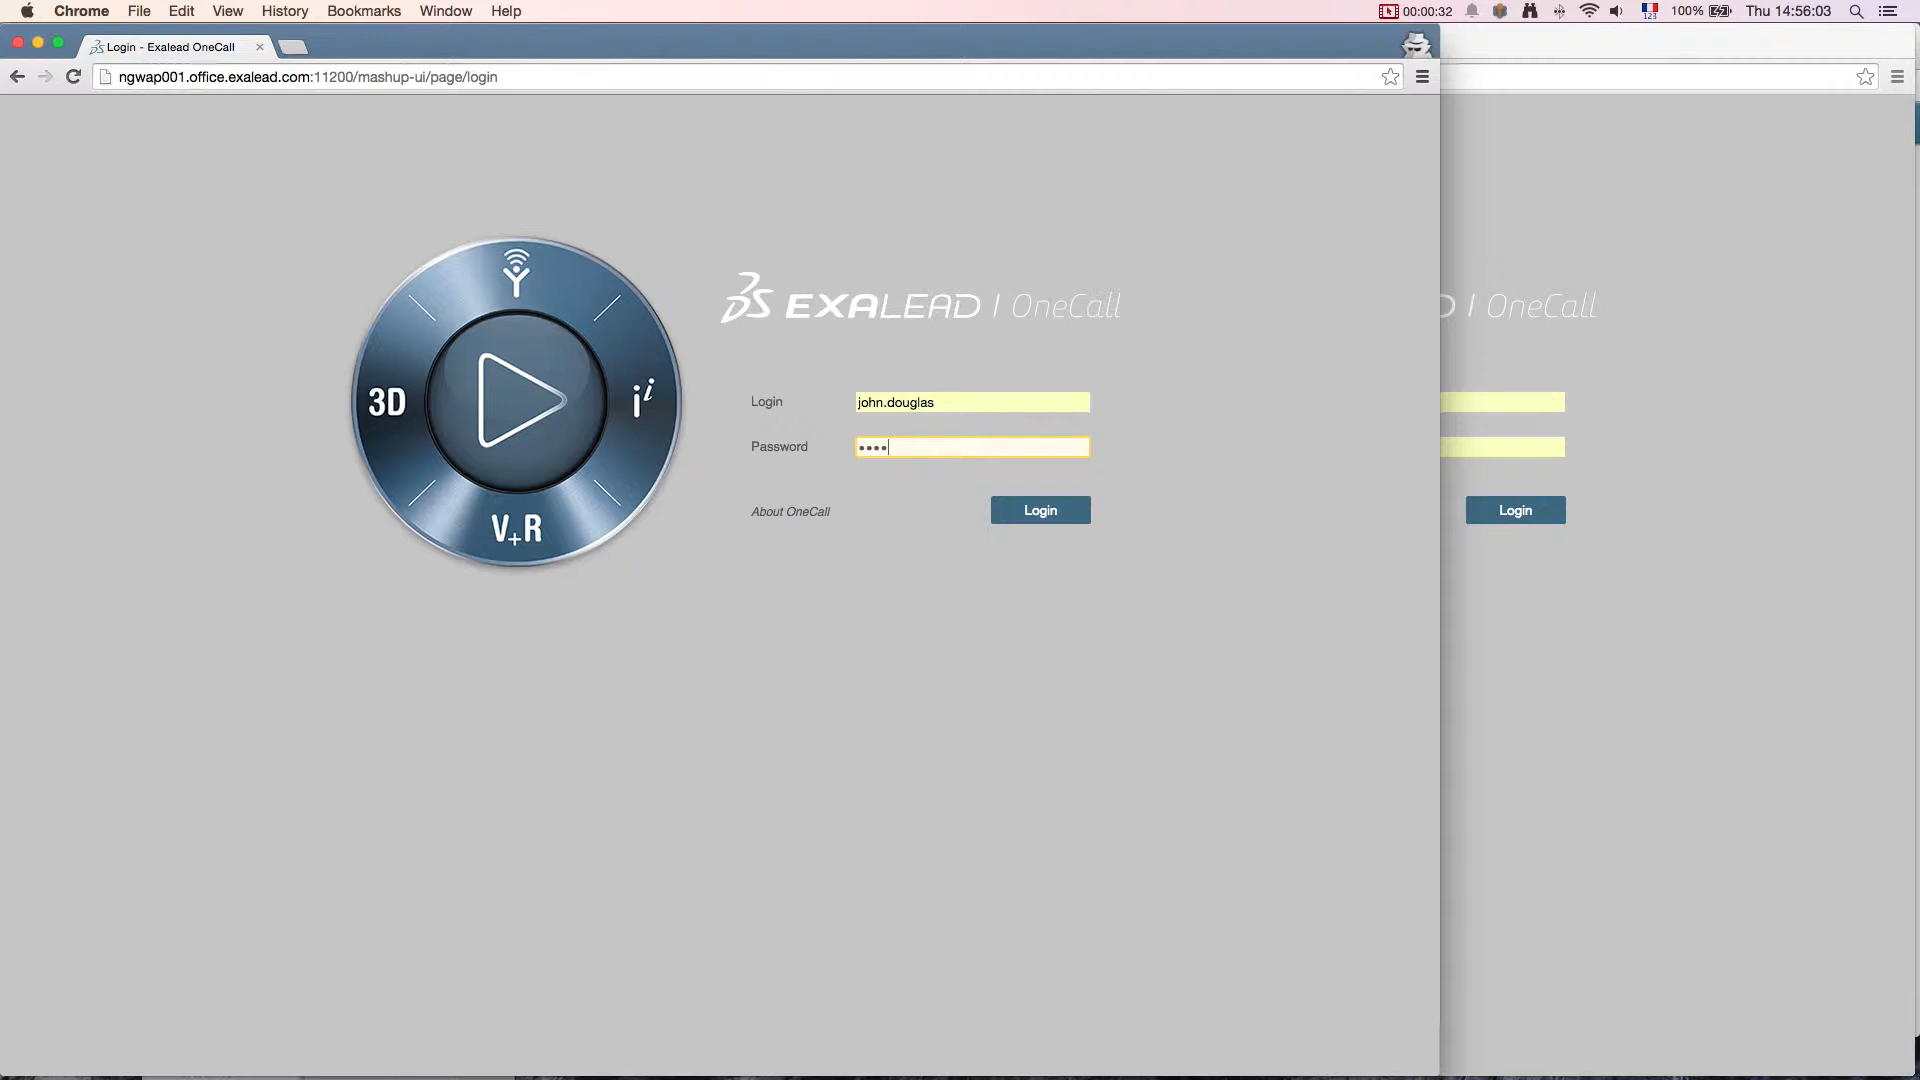 Chrome File Edit View History Bookmarks Window Help 00:00:32 123 100% Thu 14:56:03
Login - Exalead OneCall
ngwap001.office.exalead.com:11200/mashup-ui/page/login
3DS EXALEAD | OneCall
D | OneCall
3D
i i
V+R
Login john.douglas
Password ••••
About OneCall Login
Login